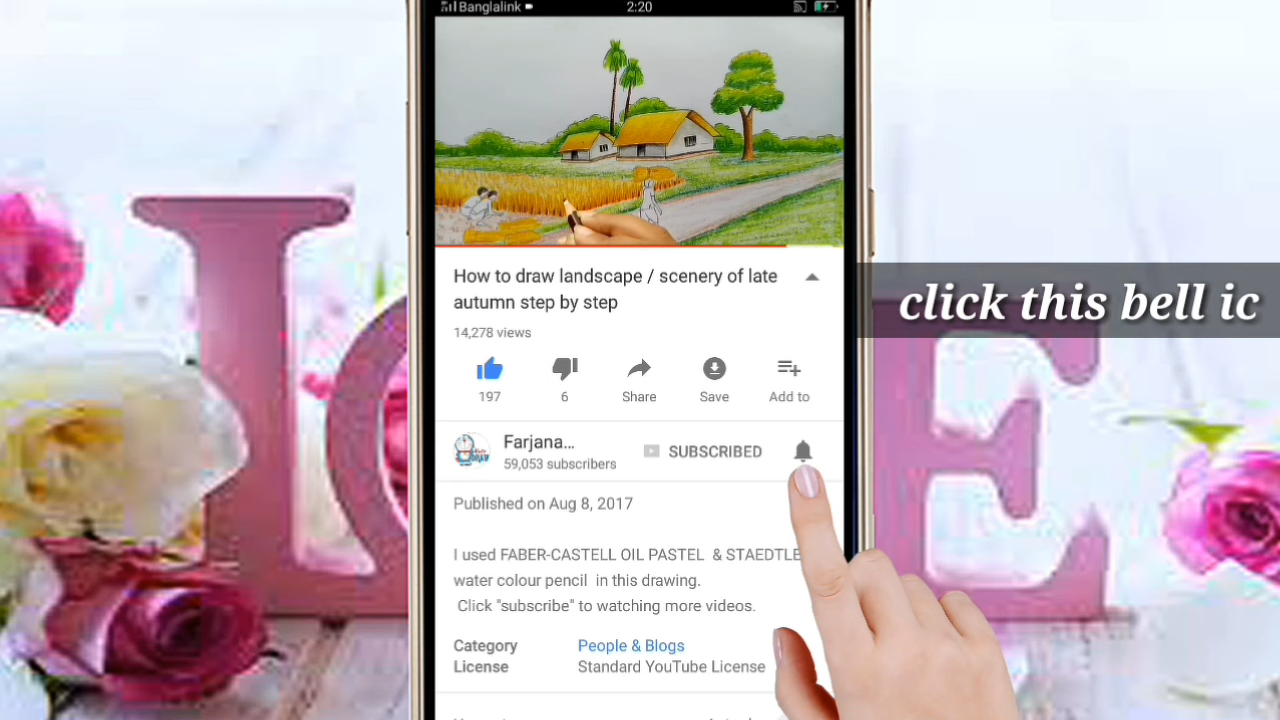 Banglalink
2:20
How to draw landscape / scenery of late
autumn step by step
14,278 views
197
6
Share
Save
Add to
Farjana...
59,053 subscribers
SUBSCRIBED
click this bell ic
Published on Aug 8, 2017
I used FABER-CASTELL OIL PASTEL & STAEDTLE
water colour pencil in this drawing.
Click "subscribe" to watching more videos.
Category
People & Blogs
License
Standard YouTube License